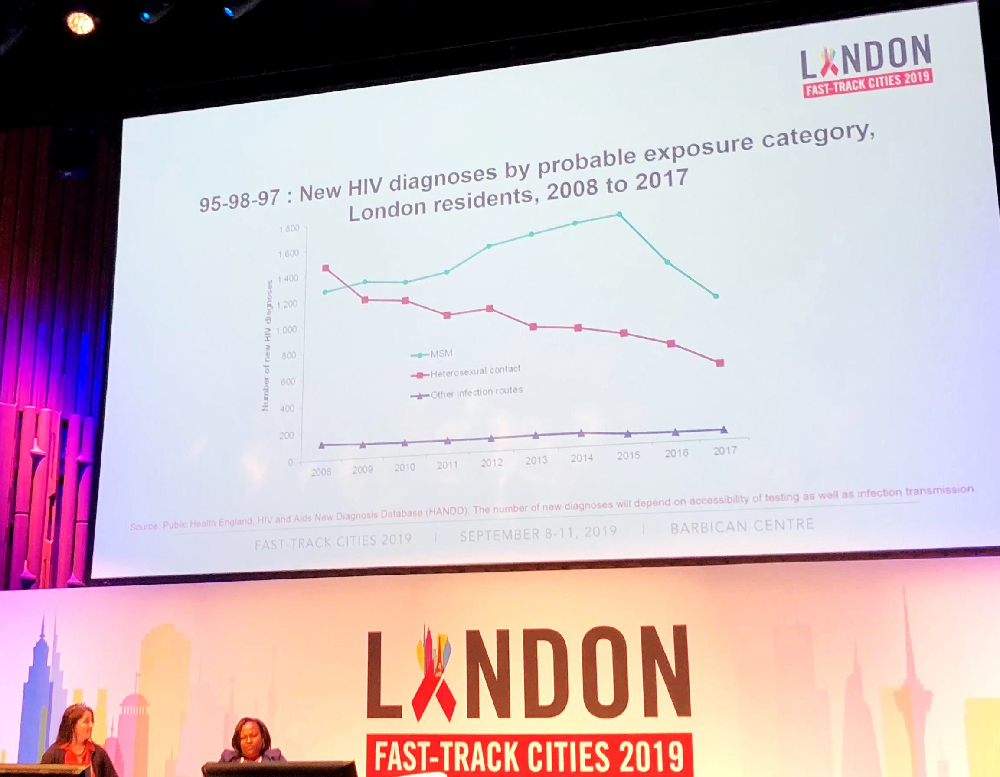 LONDON
FAST-TRACK CITIES 2019
95-98-97 : New HIV diagnoses by probable exposure category,
London residents, 2008 to 2017
Number of new HIV diagnoses
1,800
1,600
1,400
1,200
1,000
800
600
400
200
0
MSM
Heterosexual contact
Other infection routes
2008 2009 2010 2011 2012 2013 2014 2015 2016 2017
Source: Public Health England, HIV and Aids New Diagnosis Database (HANDD). The number of new diagnoses will depend on accessibility of testing as well as infection transmission.
FAST-TRACK CITIES 2019 | SEPTEMBER 8-11, 2019 | BARBICAN CENTRE
LONDON
FAST-TRACK CITIES 2019